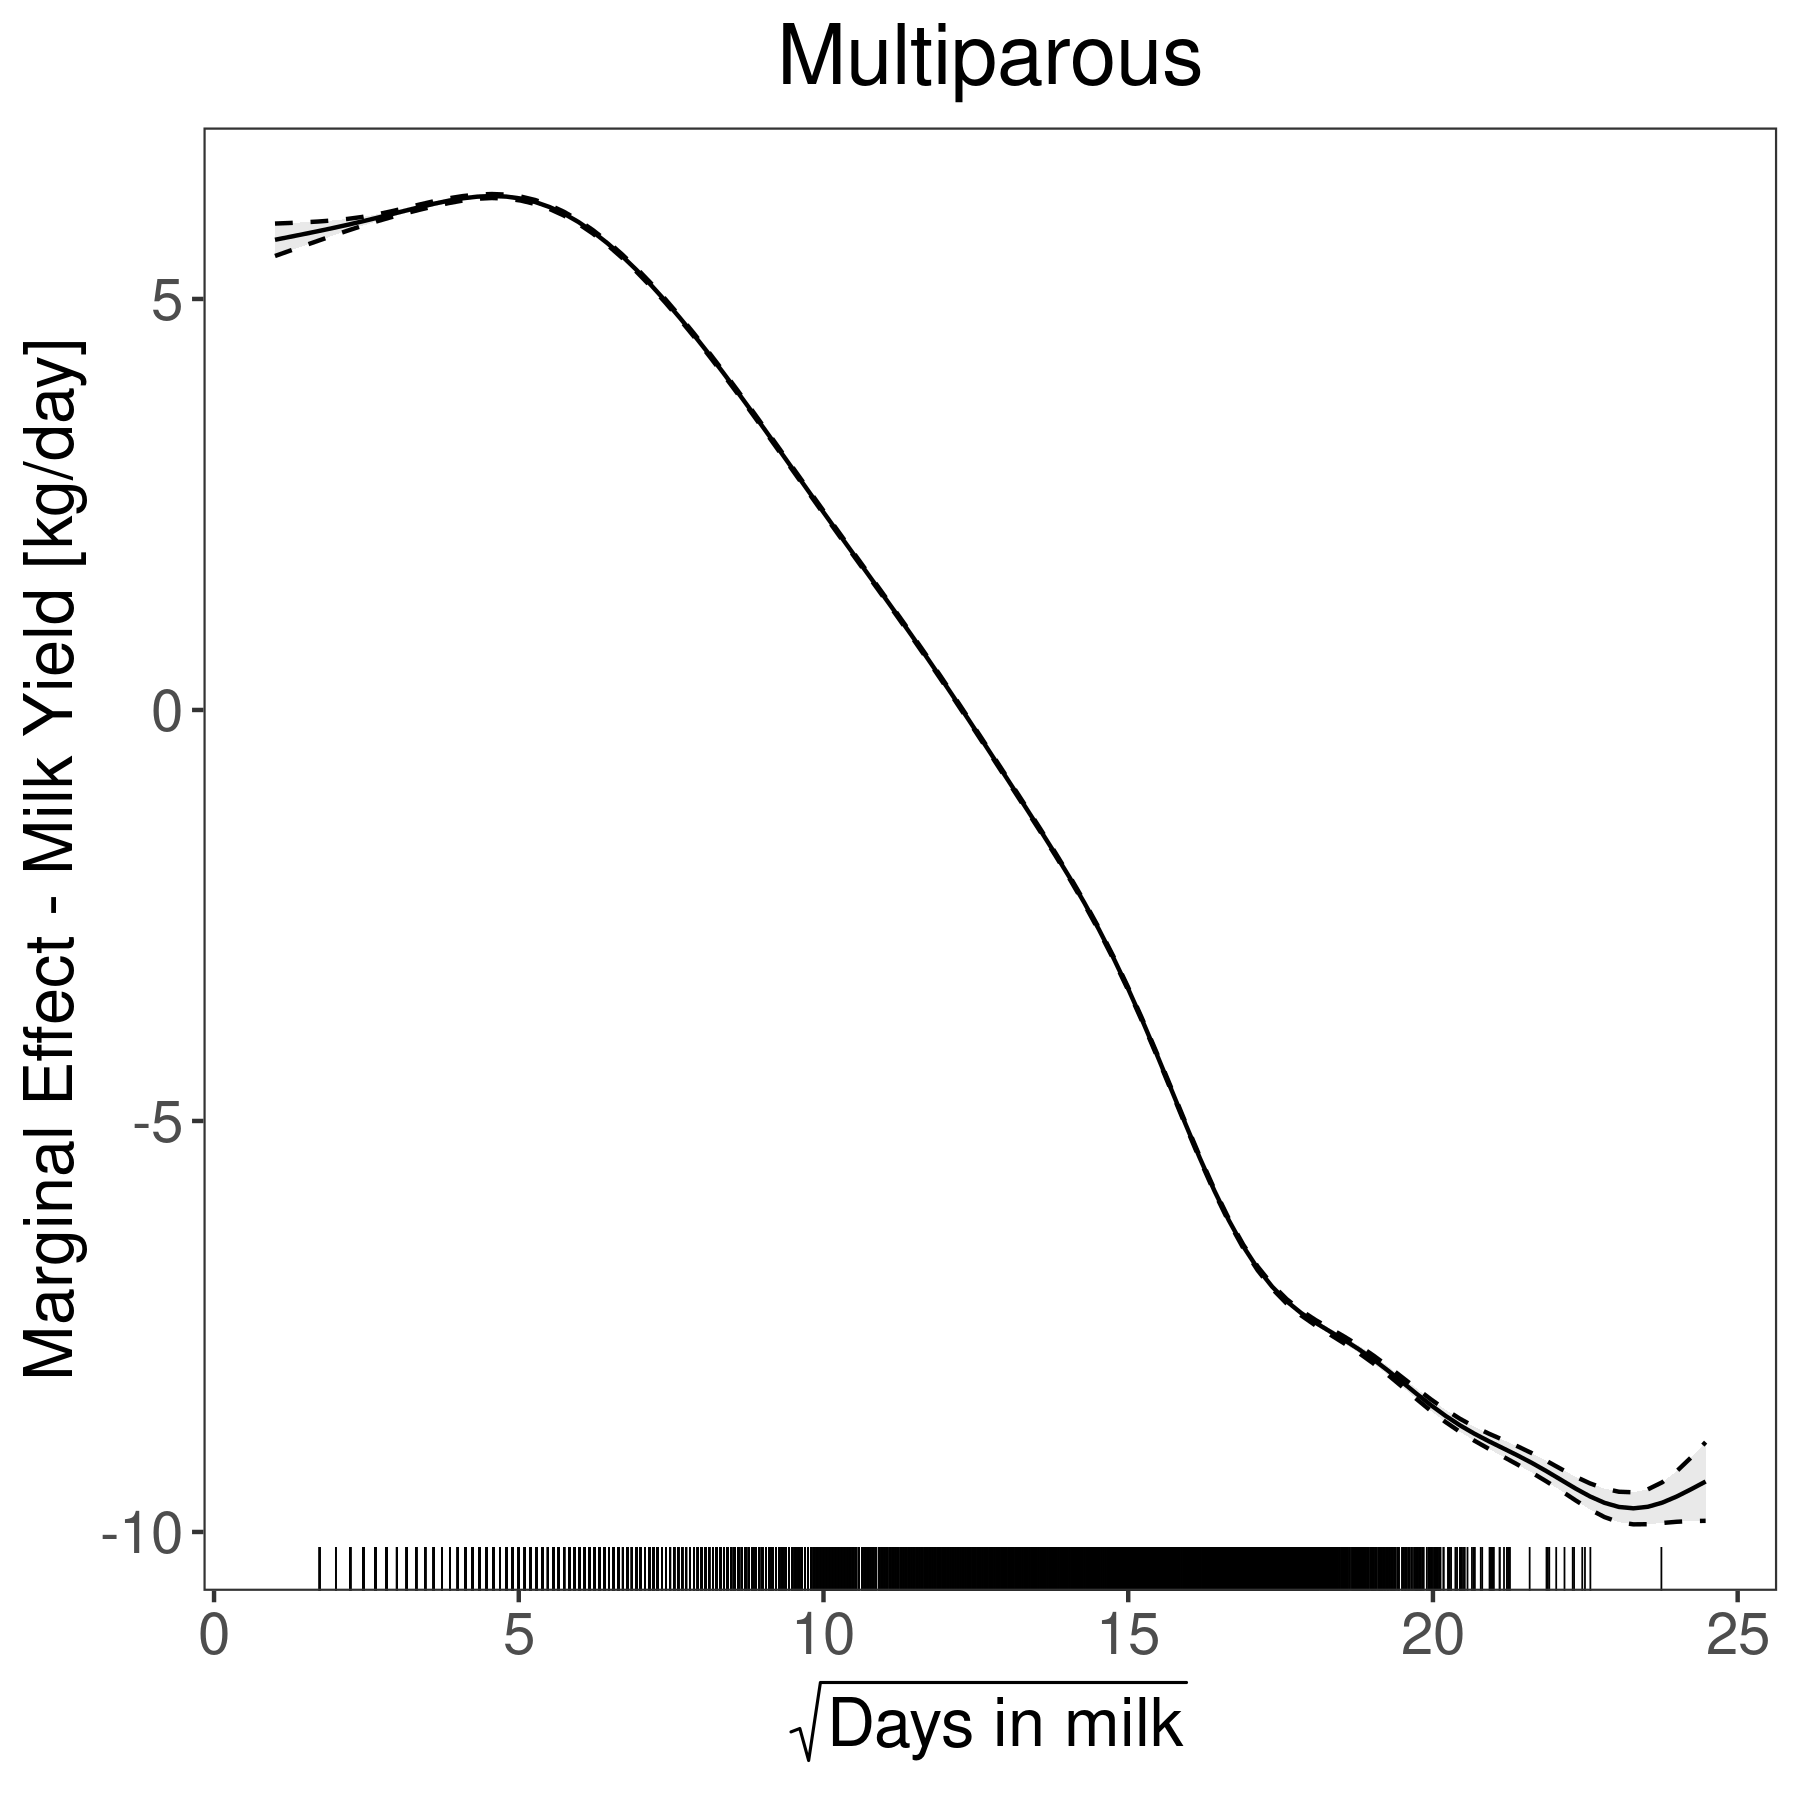 Multiparous
Marginal Effect - Milk Yield [kg/day]
5
0
-5
-10
0 5 10 15 20 25
√Days in milk